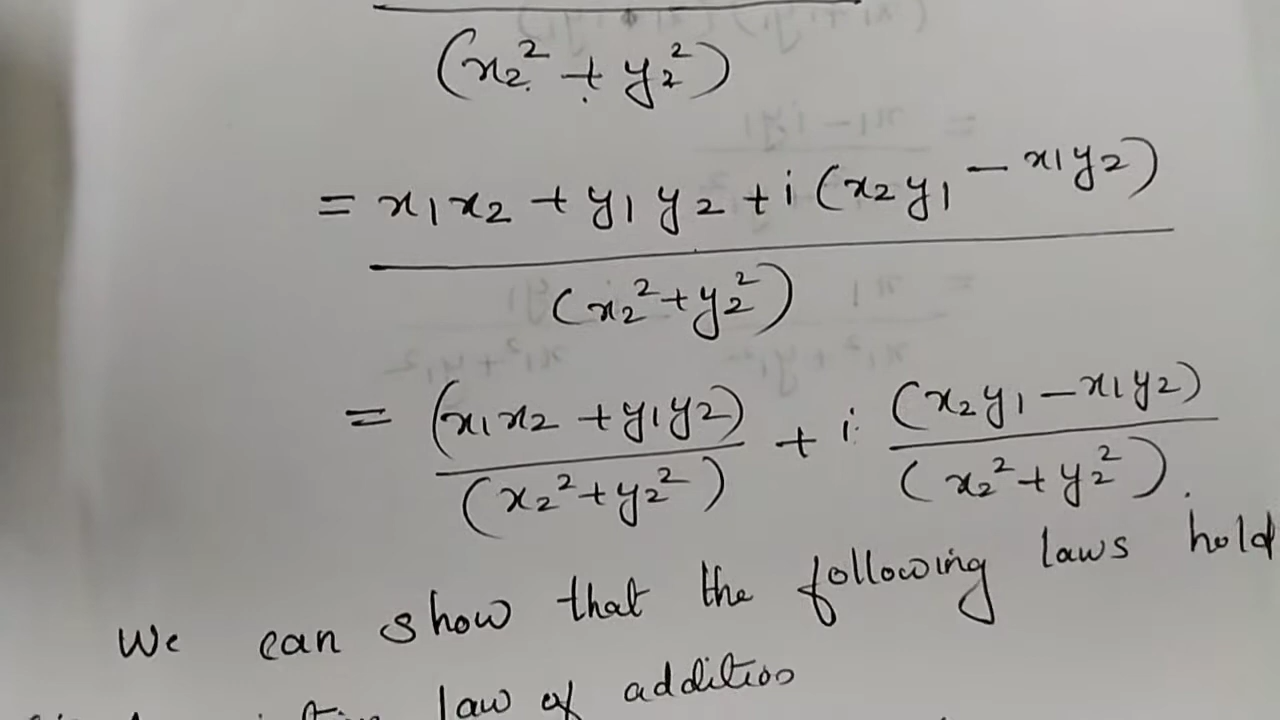 (x₂² + y₂²)
= x₁x₂ + y₁y₂ + i(x₂y₁ - x₁y₂)
(x₂² + y₂²)
= (x₁x₂ + y₁y₂) + i (x₂y₁ - x₁y₂)
(x₂² + y₂²) (x₂² + y₂²).
We can show that the following laws hold
law of addition